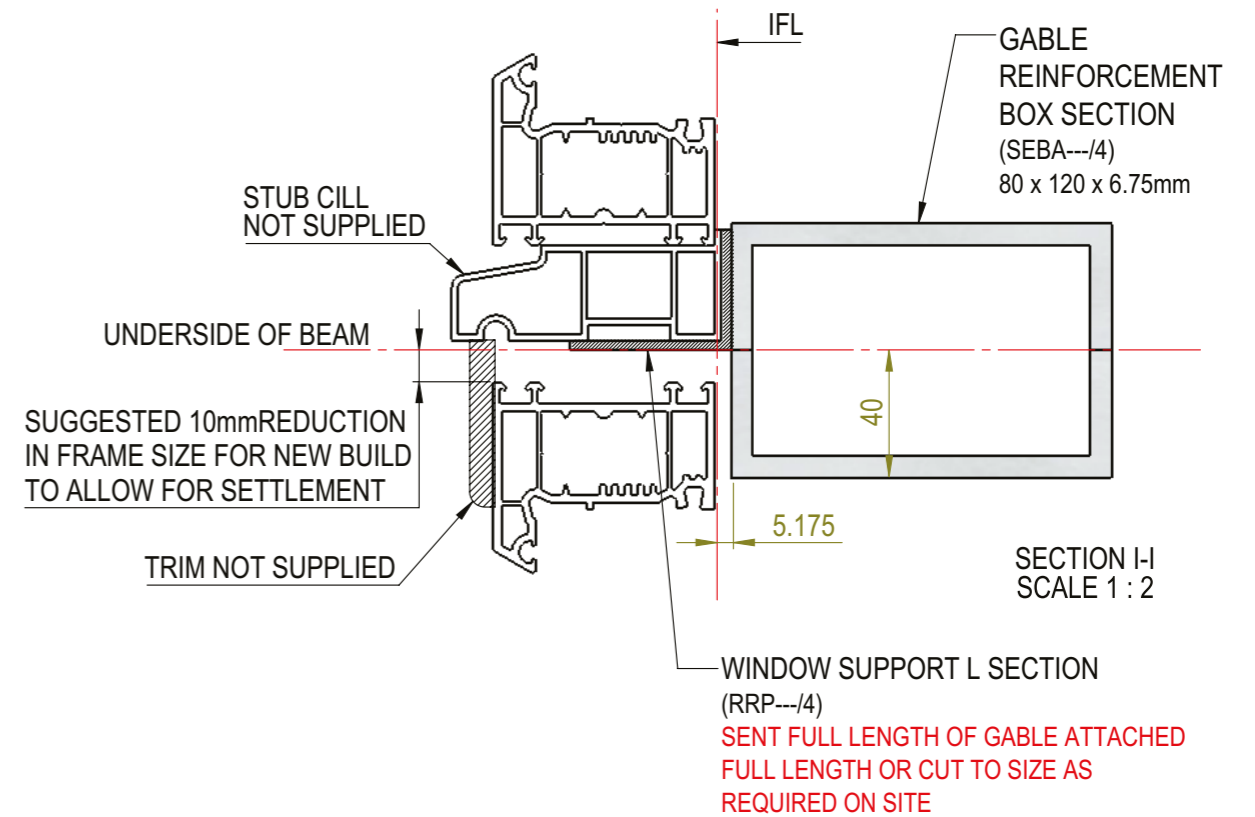 IFL
GABLE
REINFORCEMENT
BOX SECTION
(SEBA---/4)
80 x 120 x 6.75mm
STUB CILL
NOT SUPPLIED
UNDERSIDE OF BEAM
SUGGESTED 10mmREDUCTION
IN FRAME SIZE FOR NEW BUILD
TO ALLOW FOR SETTLEMENT
40
5.175
TRIM NOT SUPPLIED
SECTION I-I
SCALE 1 : 2
WINDOW SUPPORT L SECTION
(RRP---/4)
SENT FULL LENGTH OF GABLE ATTACHED
FULL LENGTH OR CUT TO SIZE AS
REQUIRED ON SITE